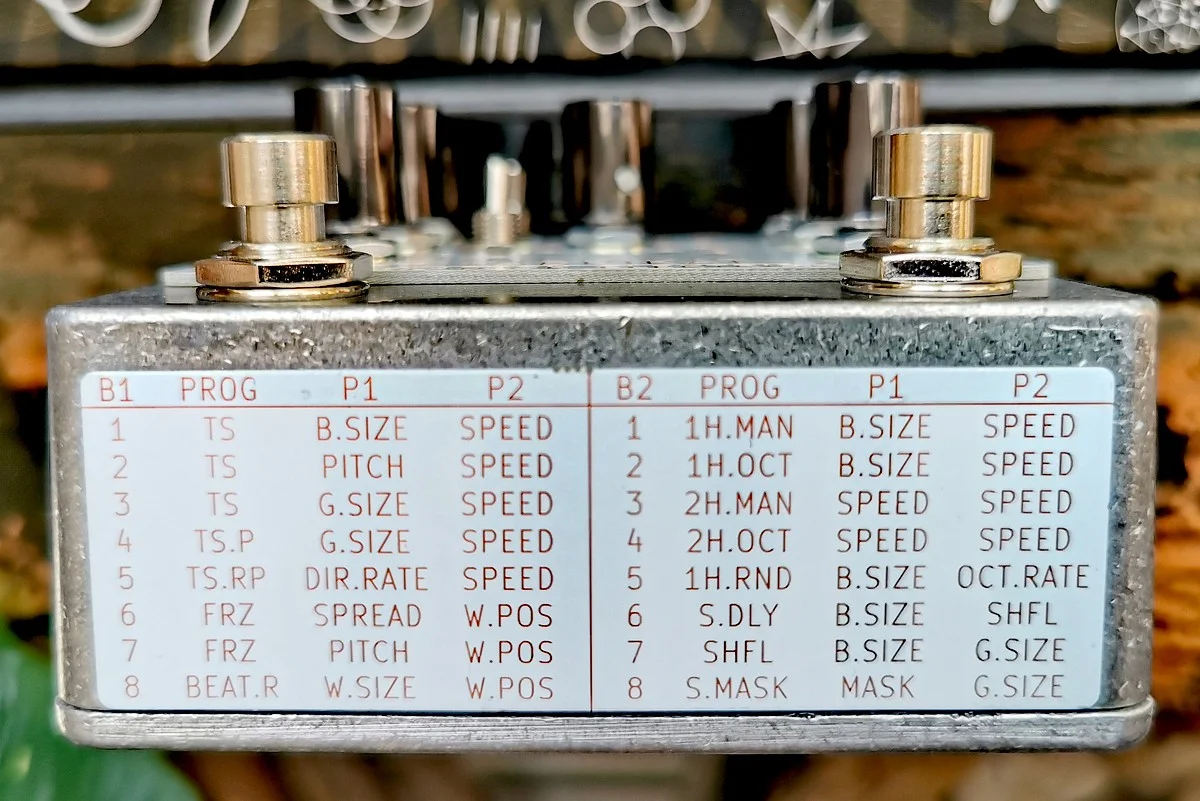 B1 PROG P1 P2 B2 PROG P1 P2
1 TS B.SIZE SPEED 1 1H.MAN B.SIZE SPEED
2 TS PITCH SPEED 2 1H.OCT B.SIZE SPEED
3 TS G.SIZE SPEED 3 2H.MAN SPEED SPEED
4 TS.P G.SIZE SPEED 4 2H.OCT SPEED SPEED
5 TS.RP DIR.RATE SPEED 5 1H.RND B.SIZE OCT.RATE
6 FRZ SPREAD W.POS 6 S.DLY B.SIZE SHFL
7 FRZ PITCH W.POS 7 SHFL B.SIZE G.SIZE
8 BEAT.R W.SIZE W.POS 8 S.MASK MASK G.SIZE